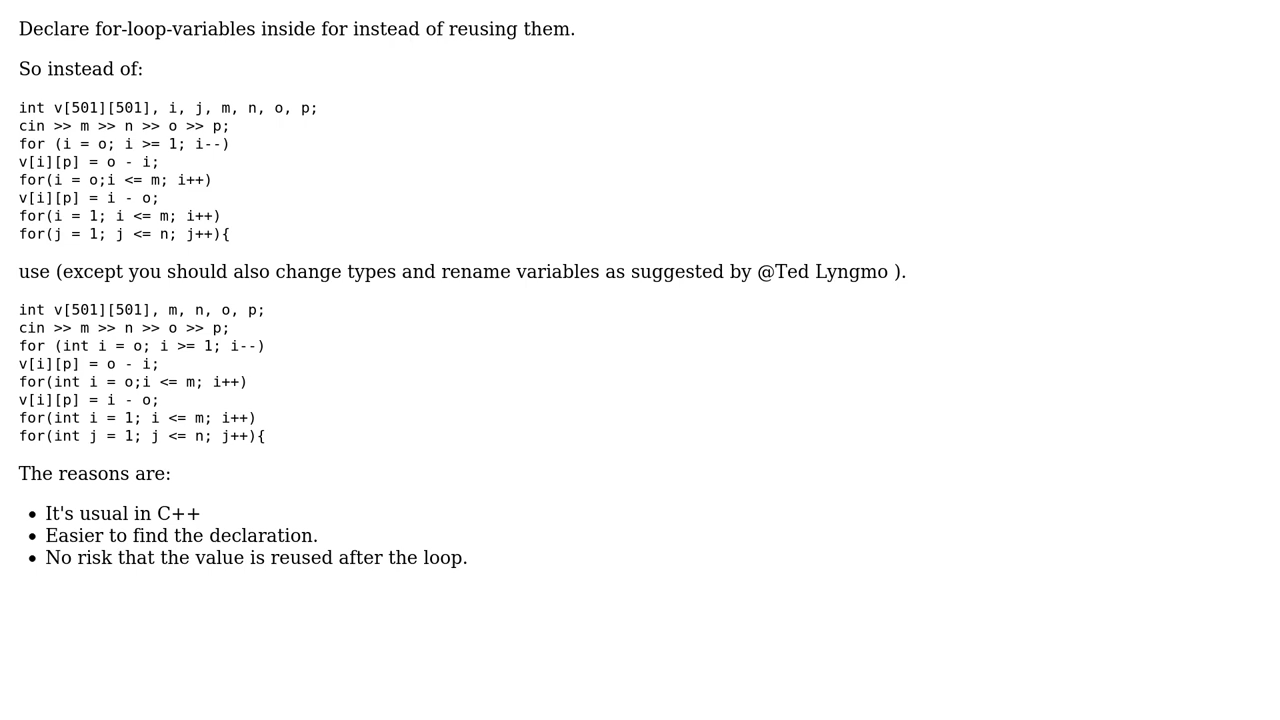 Declare for-loop-variables inside for instead of reusing them.
So instead of:
int v[501][501], i, j, m, n, o, p;
cin >> m >> n >> o >> p;
for (i = o; i >= 1; i--)
v[i][p] = o - i;
for(i = o;i <= m; i++)
v[i][p] = i - o;
for(i = 1; i <= m; i++)
for(j = 1; j <= n; j++){
use (except you should also change types and rename variables as suggested by @Ted Lyngmo ).
int v[501][501], m, n, o, p;
cin >> m >> n >> o >> p;
for (int i = o; i >= 1; i--)
v[i][p] = o - i;
for(int i = o;i <= m; i++)
v[i][p] = i - o;
for(int i = 1; i <= m; i++)
for(int j = 1; j <= n; j++){
The reasons are:
• It's usual in C++
• Easier to find the declaration.
• No risk that the value is reused after the loop.